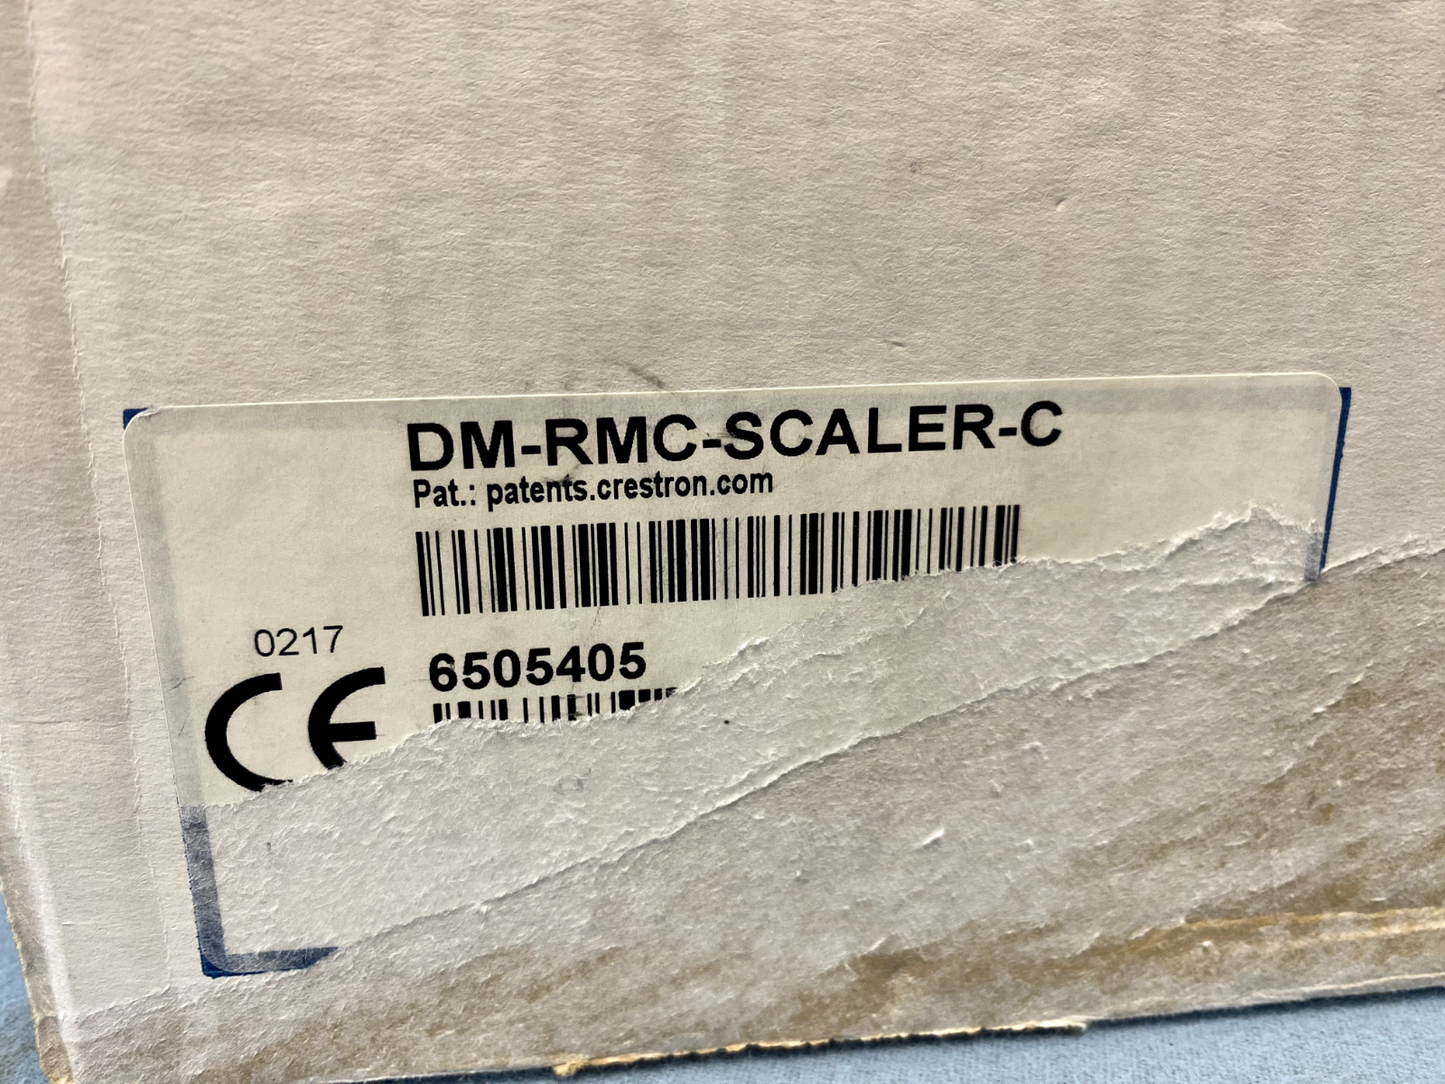 DM-RMC-SCALER-C
Pat.: patents.crestron.com
0217
6505405
CE